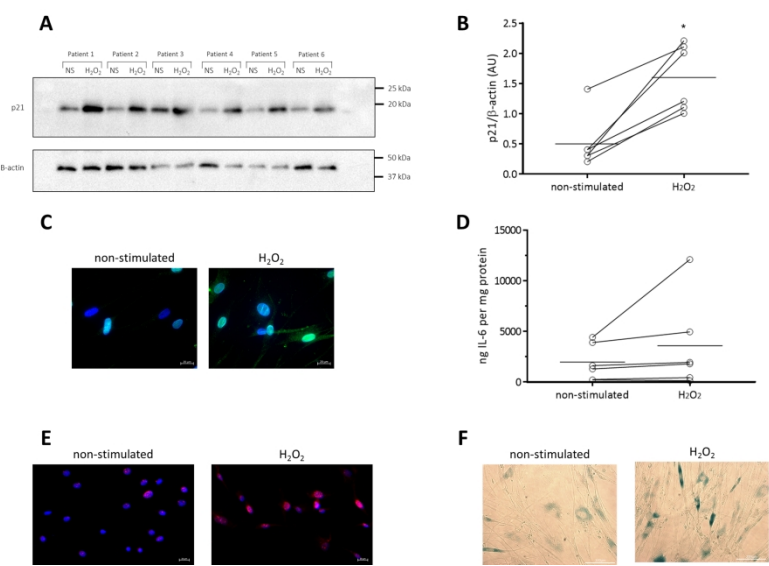 A
Patient 1 Patient 2 Patient 3 Patient 4 Patient 5 Patient 6
NS H₂O₂ NS H₂O₂ NS H₂O₂ NS H₂O₂ NS H₂O₂ NS H₂O₂
25 kDa
p21
20 kDa
50 kDa
B-actin
37 kDa
B
*
2.5
2.0
1.5
1.0
0.5
0.0
p21/β-actin (AU)
non-stimulated H₂O₂
C
non-stimulated H₂O₂
D
15000
10000
5000
0
ng IL-6 per mg protein
non-stimulated H₂O₂
E
non-stimulated H₂O₂
F
non-stimulated H₂O₂